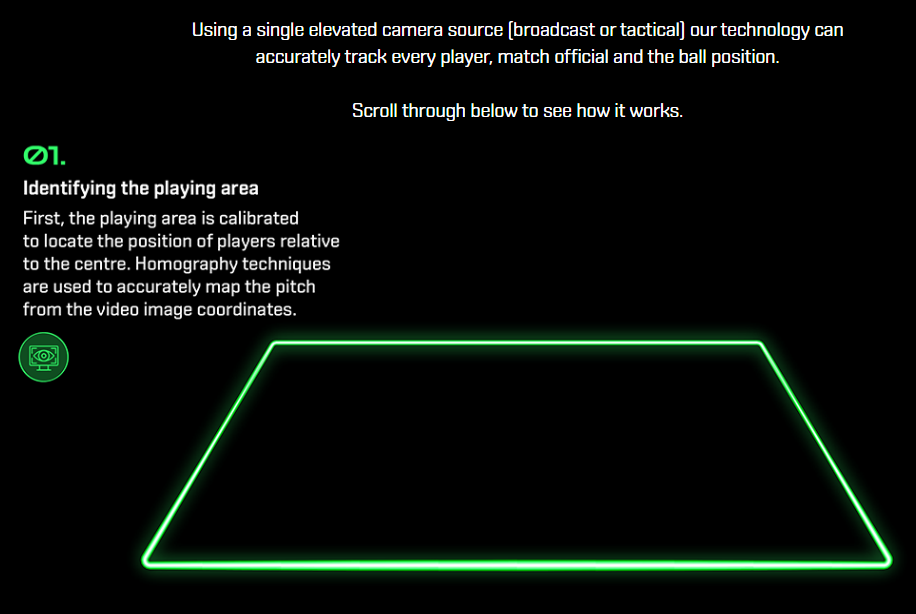 Using a single elevated camera source (broadcast or tactical) our technology can
accurately track every player, match official and the ball position.
Scroll through below to see how it works.
01.
Identifying the playing area
First, the playing area is calibrated
to locate the position of players relative
to the centre. Homography techniques
are used to accurately map the pitch
from the video image coordinates.